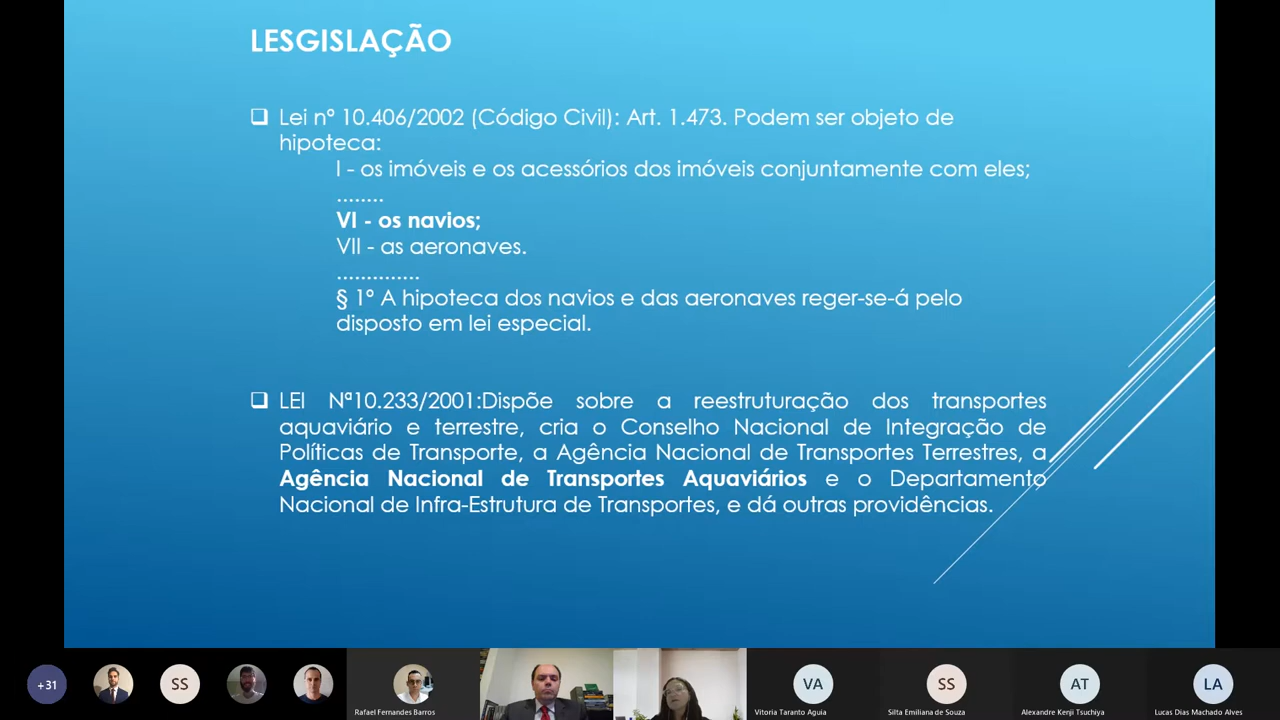 LESGISLAÇÃO
❑ Lei nº 10.406/2002 (Código Civil): Art. 1.473. Podem ser objeto de
hipoteca:
I - os imóveis e os acessórios dos imóveis conjuntamente com eles;
........
VI - os navios;
VII - as aeronaves.
..............
§ 1º A hipoteca dos navios e das aeronaves reger-se-á pelo
disposto em lei especial.
❑ LEI Nª10.233/2001:Dispõe sobre a reestruturação dos transportes
aquaviário e terrestre, cria o Conselho Nacional de Integração de
Políticas de Transporte, a Agência Nacional de Transportes Terrestres, a
Agência Nacional de Transportes Aquaviários e o Departamento
Nacional de Infra-Estrutura de Transportes, e dá outras providências.
+31
SS
VA
SS
AT
LA
Rafael Fernandes Barros
Vitoria Taranto Aguia
Silta Emiliana de Souza
Alexandre Kenji Tsuchiya
Lucas Dias Machado Alves